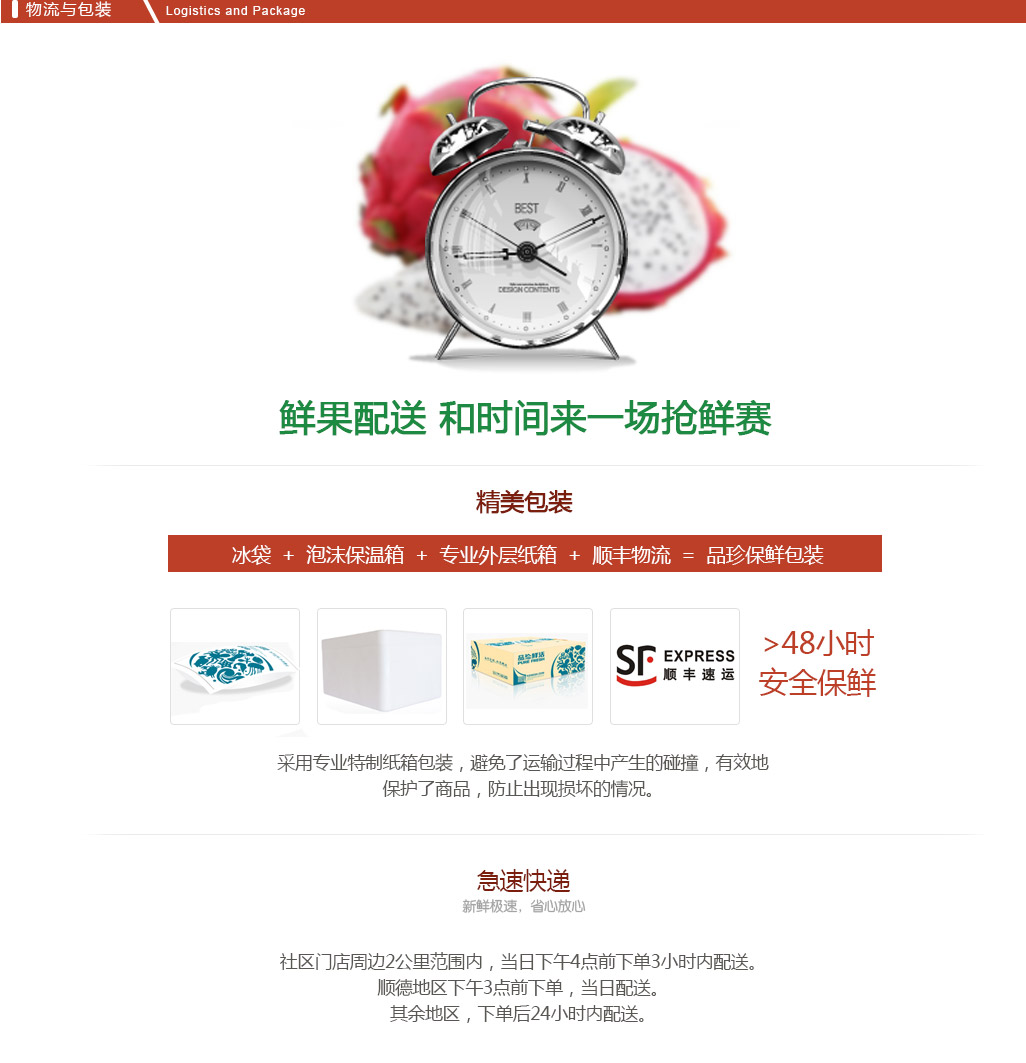 物流与包装
Logistics and Package
BEST
DESIGN CONTENTS
鲜果配送 和时间来一场抢鲜赛
精美包装
冰袋 + 泡沫保温箱 + 专业外层纸箱 + 顺丰物流 = 品珍保鲜包装
品珍鲜活
PURE FRESH
SF EXPRESS
顺丰速运
>48小时
安全保鲜
采用专业特制纸箱包装，避免了运输过程中产生的碰撞，有效地
保护了商品，防止出现损坏的情况。
急速快递
新鲜极速，省心放心
社区门店周边2公里范围内，当日下午4点前下单3小时内配送。
顺德地区下午3点前下单，当日配送。
其余地区，下单后24小时内配送。